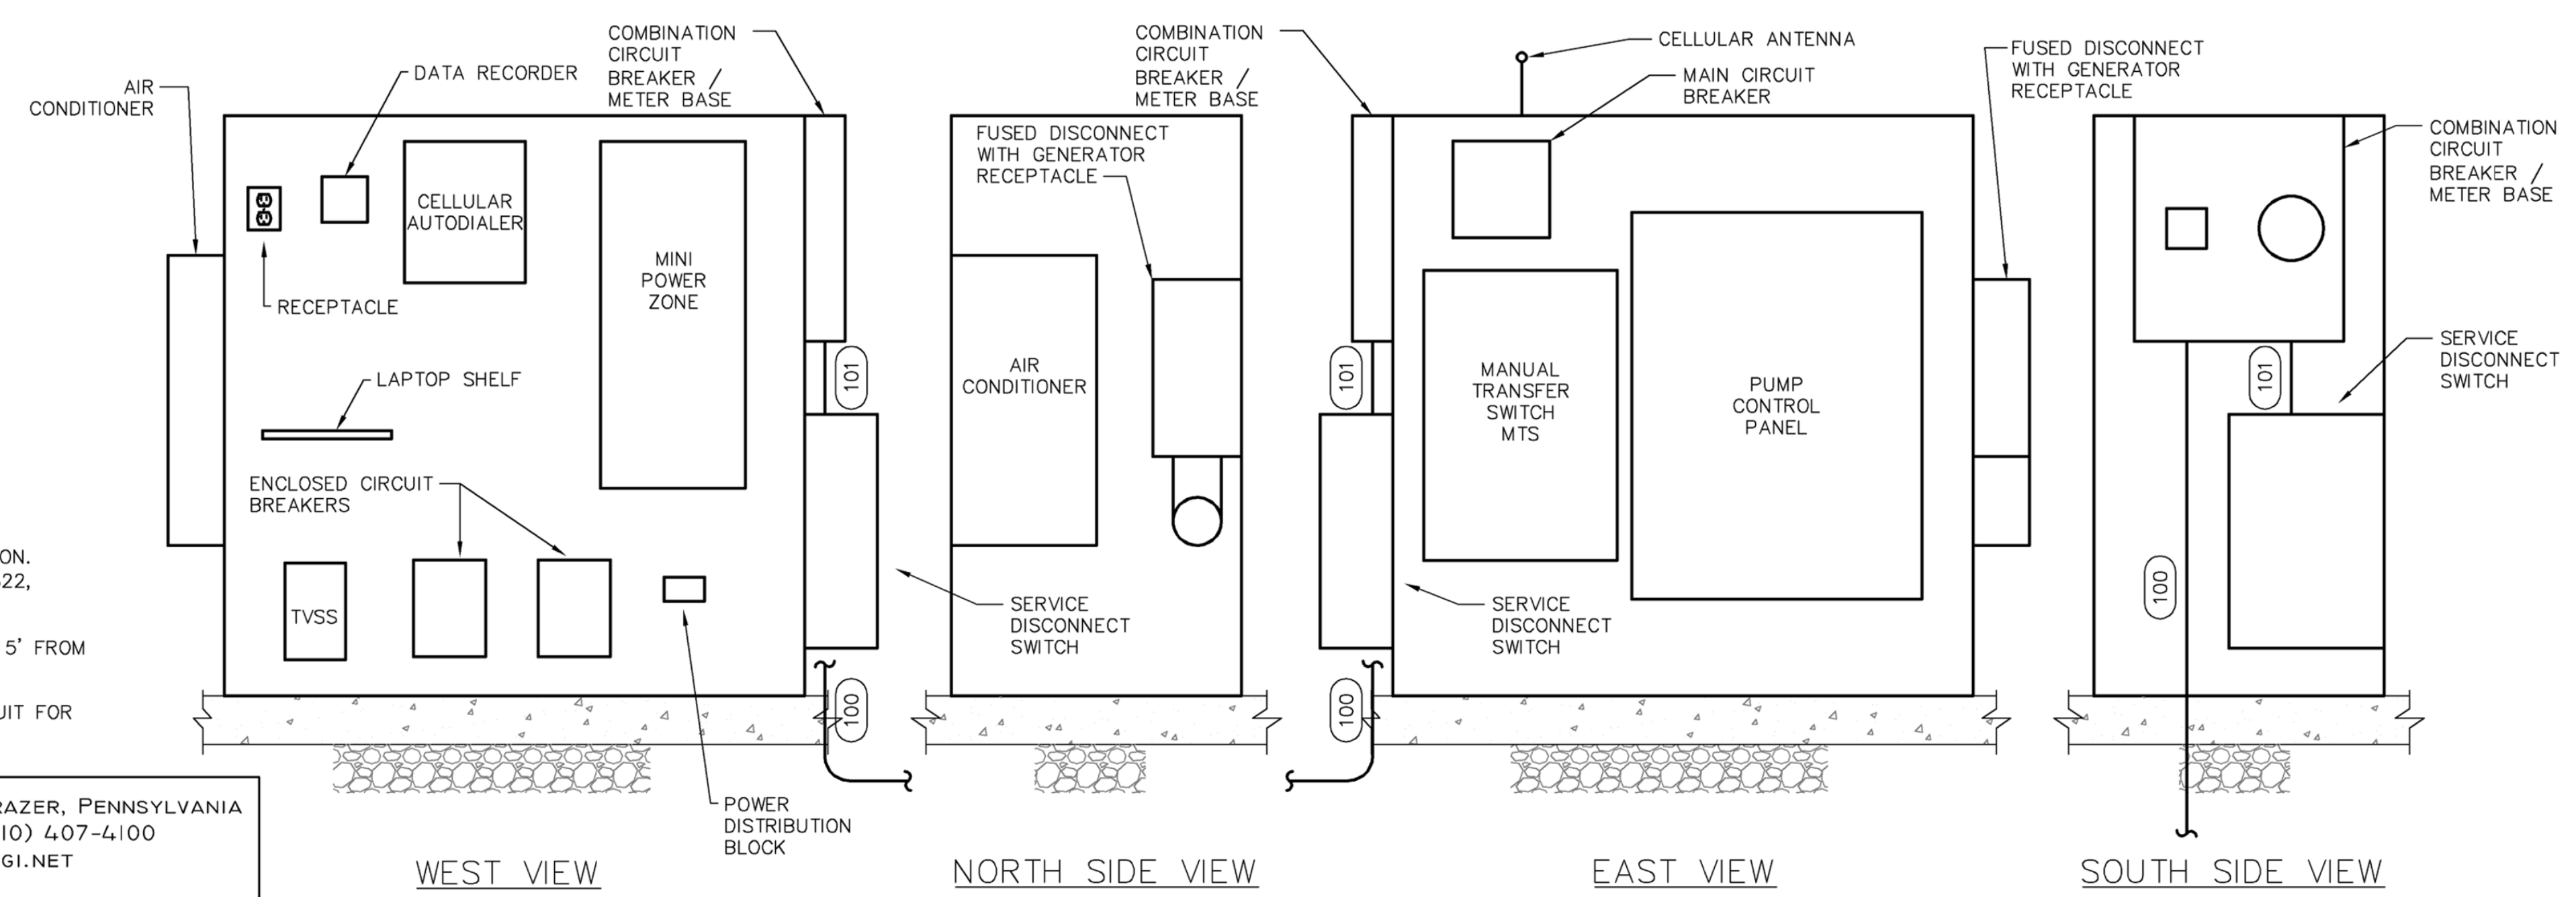 AIR
CONDITIONER
DATA RECORDER
COMBINATION
CIRCUIT
BREAKER /
METER BASE
CELLULAR
AUTODIALER
MINI
POWER
ZONE
RECEPTACLE
LAPTOP SHELF
101
ENCLOSED CIRCUIT
BREAKERS
TVSS
SERVICE
DISCONNECT
SWITCH
100
POWER
DISTRIBUTION
BLOCK
WEST VIEW
FUSED DISCONNECT
WITH GENERATOR
RECEPTACLE
AIR
CONDITIONER
NORTH SIDE VIEW
COMBINATION
CIRCUIT
BREAKER /
METER BASE
CELLULAR ANTENNA
MAIN CIRCUIT
BREAKER
FUSED DISCONNECT
WITH GENERATOR
RECEPTACLE
101
MANUAL
TRANSFER
SWITCH
MTS
PUMP
CONTROL
PANEL
SERVICE
DISCONNECT
SWITCH
100
EAST VIEW
COMBINATION
CIRCUIT
BREAKER /
METER BASE
101
SERVICE
DISCONNECT
SWITCH
100
SOUTH SIDE VIEW
ON.
22,
5' FROM
UIT FOR
RAZER, PENNSYLVANIA
10) 407-4100
GI.NET